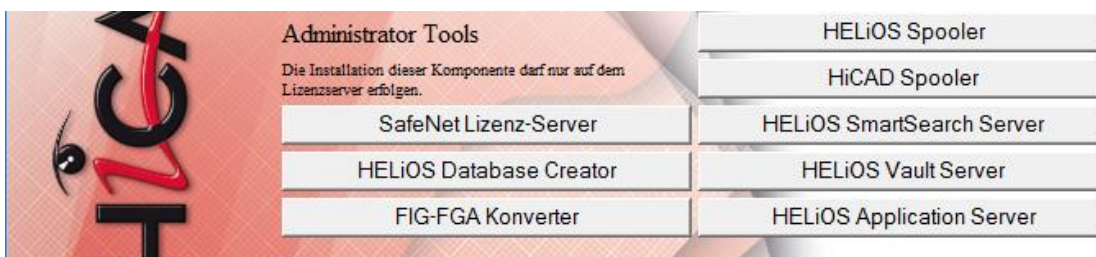 HiCA
Administrator Tools
Die Installation dieser Komponente darf nur auf dem
Lizenzserver erfolgen.
SafeNet Lizenz-Server
HELiOS Database Creator
FIG-FGA Konverter
HELiOS Spooler
HiCAD Spooler
HELiOS SmartSearch Server
HELiOS Vault Server
HELiOS Application Server